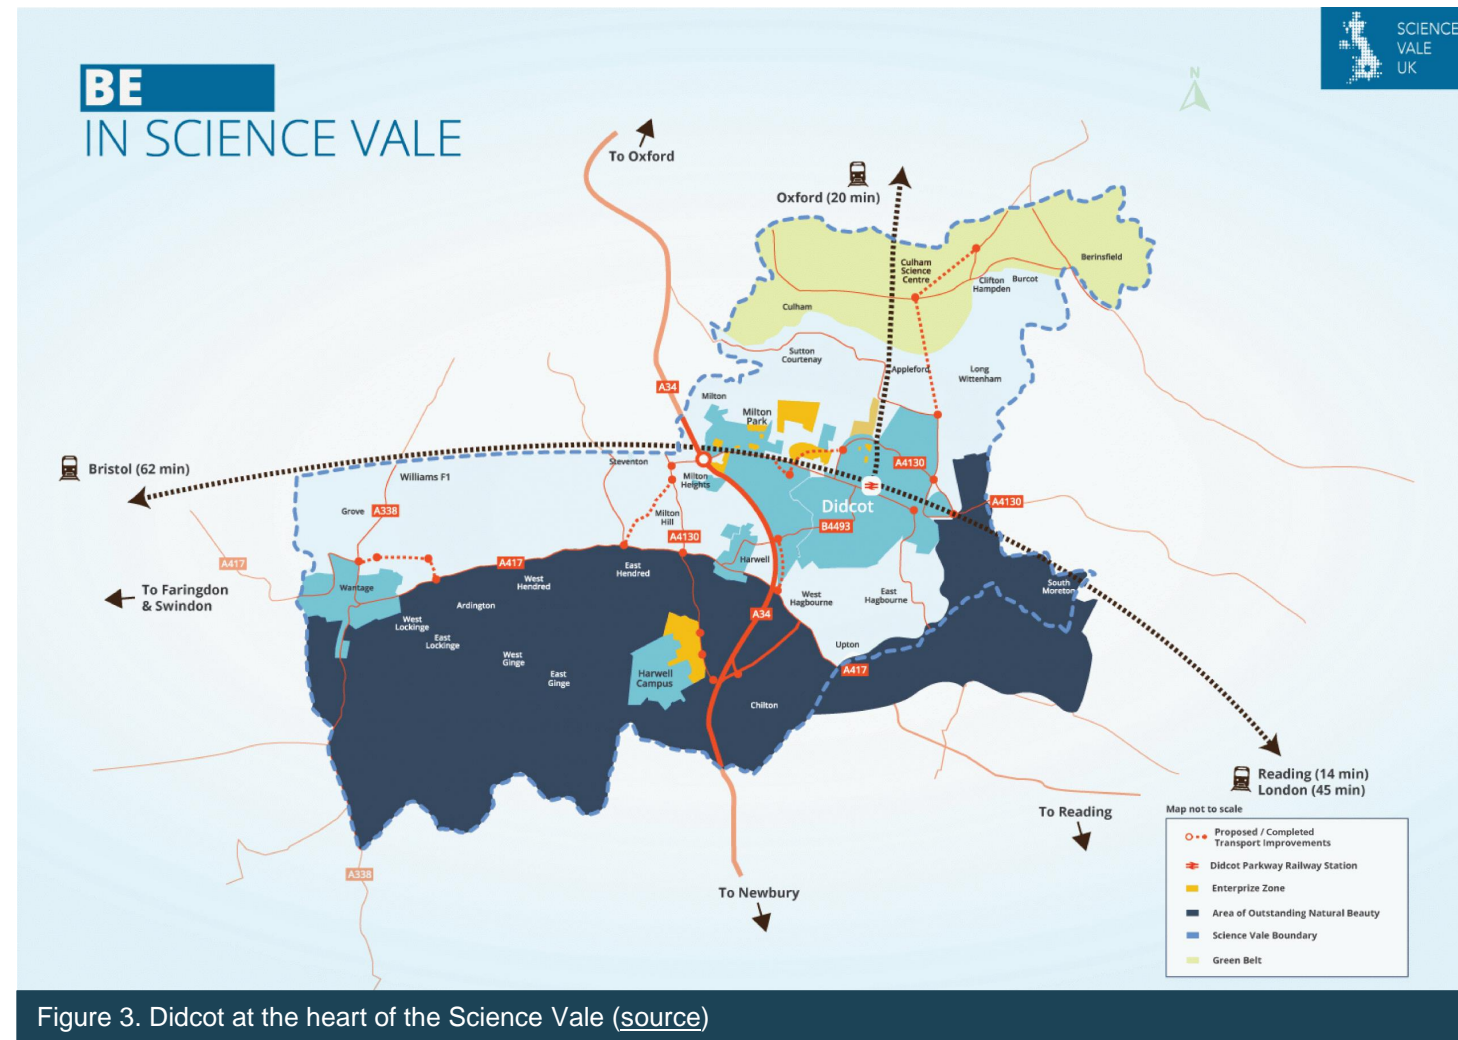 SCIENCE
VALE
UK
BE
IN SCIENCE VALE
N
To Oxford
Oxford (20 min)
Culham
Science
Centre
Berinsfield
Clifton
Hampden
Burcot
Culham
Sutton
Courtenay
Appleford
Long
Wittenham
A34
Milton
Milton
Park
Bristol (62 min)
Steventon
A4130
Williams F1
Milton
Heights
Didcot
A4130
Grove
A338
Milton
Hill
B4493
A4130
A417
A417
Harwell
East
Hendred
West
Hendred
To Faringdon
& Swindon
Wantage
South
Moreton
West
Hagbourne
East
Hagbourne
Ardington
A34
West
Lockinge
East
Lockinge
Upton
West
Ginge
East
Ginge
A417
Harwell
Campus
Chilton
Reading (14 min)
London (45 min)
Map not to scale
To Reading
Proposed / Completed
Transport Improvements
Didcot Parkway Railway Station
A338
To Newbury
Enterprize Zone
Area of Outstanding Natural Beauty
Science Vale Boundary
Green Belt
Figure 3. Didcot at the heart of the Science Vale (source)